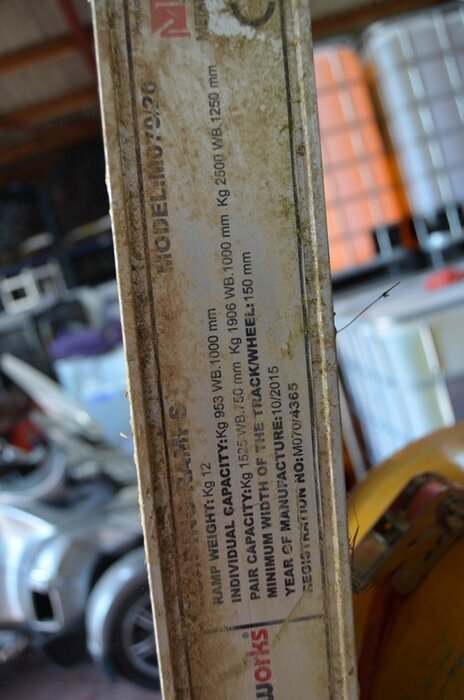 MODEL:M070/20
RAMPS
RAMP WEIGHT: Kg 12
INDIVIDUAL CAPACITY:Kg 953 WB.1000 mm
PAIR CAPACITY:Kg 1525 WB.750 mm Kg 1906 WB.1000 mm Kg 2500 WB.1250 mm
MINIMUM WIDTH OF THE TRACK/WHEEL:150 mm
YEAR OF MANUFACTURE:10/2015
REGISTRATION NO:M070/4365
works